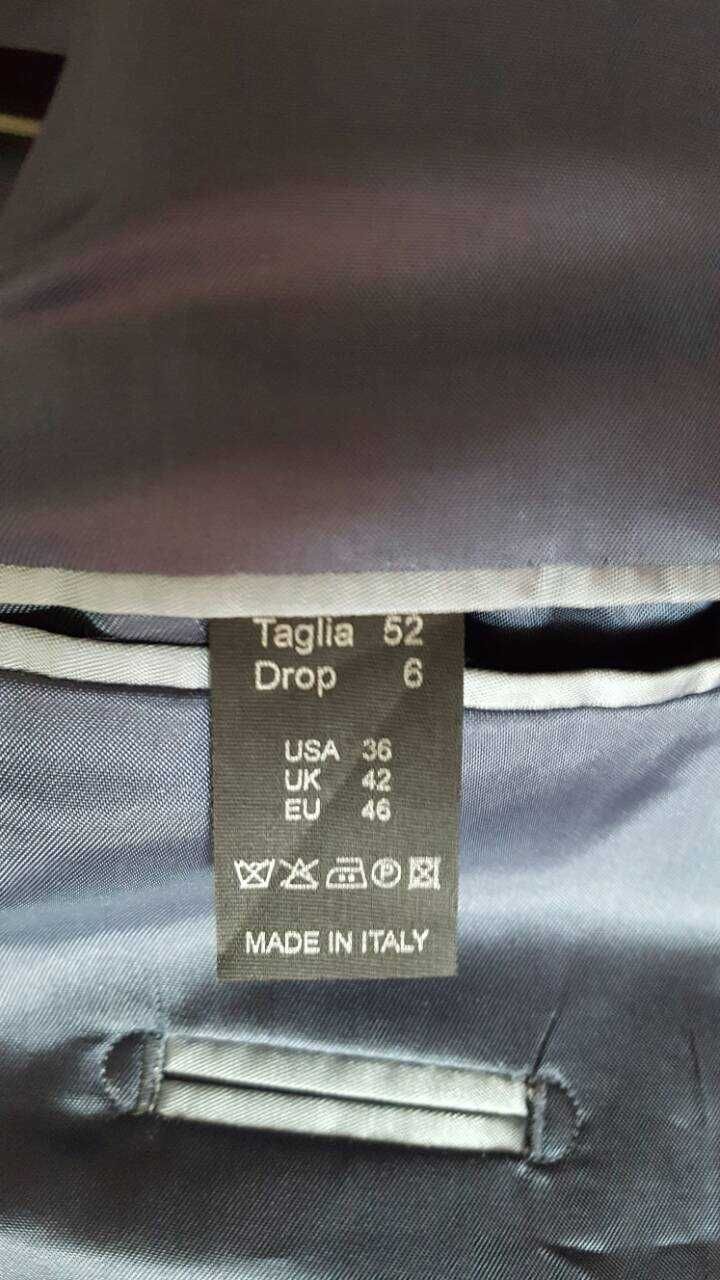 Taglia 52
Drop 6
USA 36
UK 42
EU 46
P
MADE IN ITALY